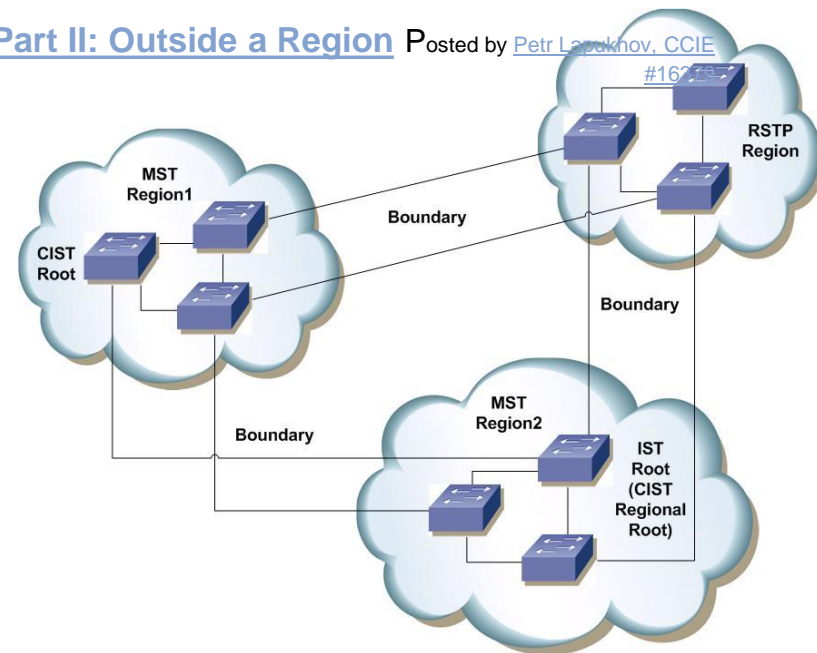 Part II: Outside a Region Posted by Petr Lapukhov, CCIE
MST
Region1
CIST
Root
Boundary
RSTP
Region
Boundary
Boundary
MST
Region2
IST
Root
(CIST
Regional
Root)